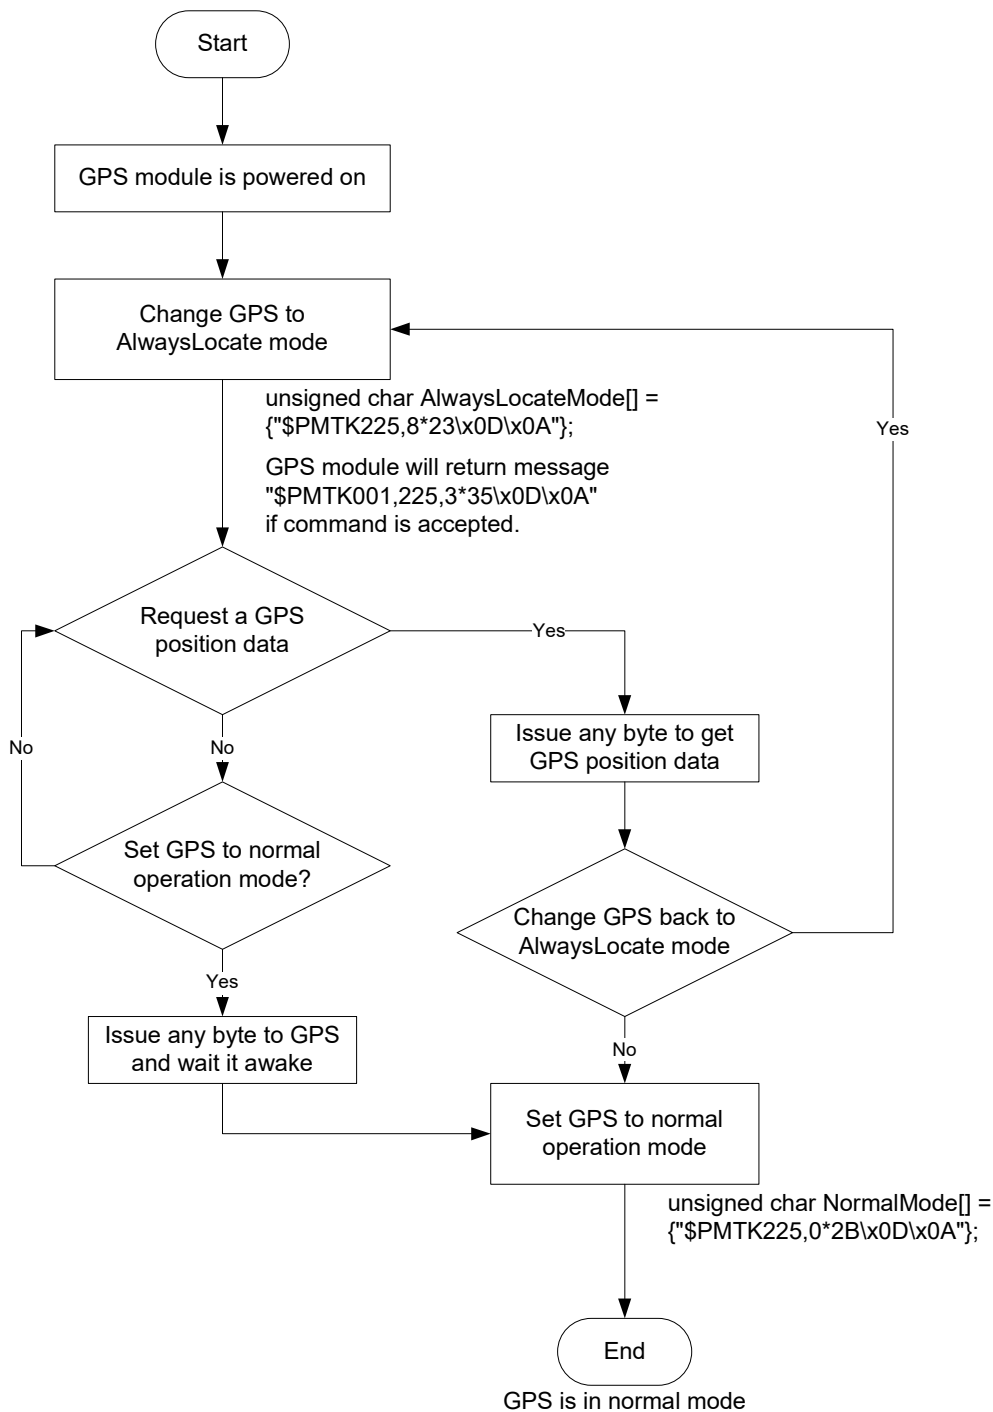 Start
GPS module is powered on
Change GPS to
AlwaysLocate mode
unsigned char AlwaysLocateMode[] =
{"$PMTK225,8*23\x0D\x0A"};
GPS module will return message
"$PMTK001,225,3*35\x0D\x0A"
if command is accepted.
Yes
Request a GPS
position data
Yes
No
No
Issue any byte to get
GPS position data
Set GPS to normal
operation mode?
Change GPS back to
AlwaysLocate mode
Yes
Issue any byte to GPS
and wait it awake
No
Set GPS to normal
operation mode
unsigned char NormalMode[] =
{"$PMTK225,0*2B\x0D\x0A"};
End
GPS is in normal mode